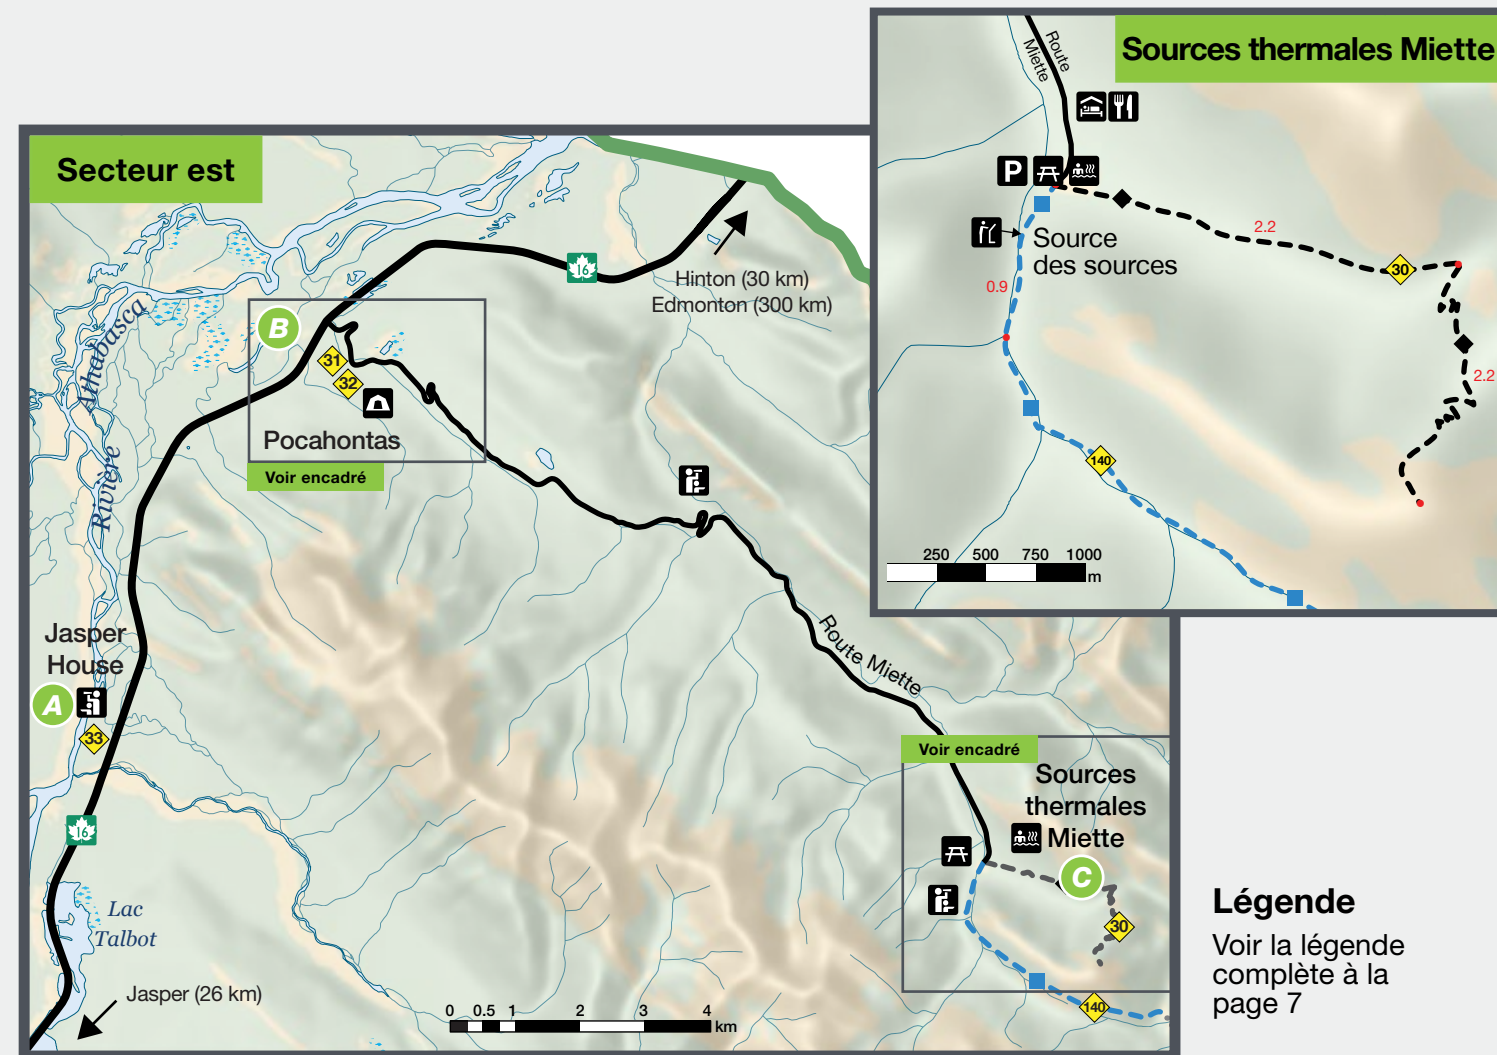 Sources thermales Miette
Route
Miette
P
Source
des sources
2.2
30
0.9
2.2
140
250 500 750 1000
m
Secteur est
16
Hinton (30 km)
Edmonton (300 km)
B
31
32
Pocahontas
Voir encadré
Rivière Athabasca
Route Miette
Jasper
House
A
33
16
Lac
Talbot
Jasper (26 km)
0 0.5 1 2 3 4
km
Voir encadré
Sources
thermales
Miette
C
30
140
Légende
Voir la légende
complète à la
page 7